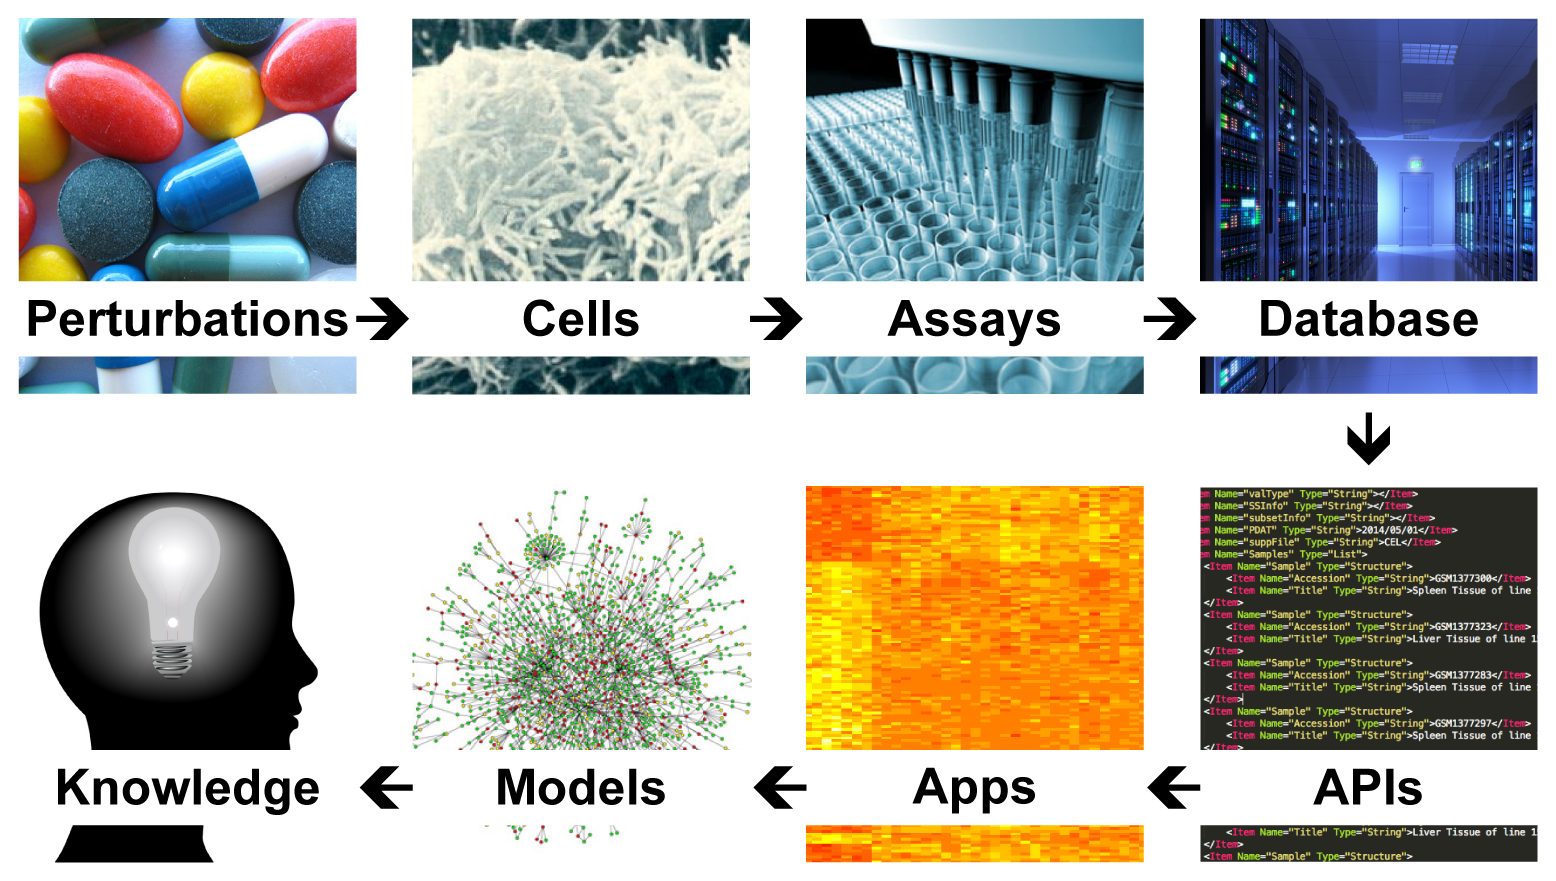 Perturbations
Cells
Assays
Database
em Name="valType" Type="String"></Item>
em Name="SSInfo" Type="String"></Item>
em Name="subsetInfo" Type="String"></Item>
em Name="PDAT" Type="String">2014/05/01</Item>
em Name="suppFile" Type="String">CEL</Item>
em Name="Samples" Type="List">
<Item Name="Sample" Type="Structure">
<Item Name="Accession" Type="String">GSM1377300</Item>
<Item Name="Title" Type="String">Spleen Tissue of line
</Item>
<Item Name="Sample" Type="Structure">
<Item Name="Accession" Type="String">GSM1377323</Item>
<Item Name="Title" Type="String">Liver Tissue of line 1
</Item>
<Item Name="Sample" Type="Structure">
<Item Name="Accession" Type="String">GSM1377283</Item>
<Item Name="Title" Type="String">Spleen Tissue of line
</Item>
<Item Name="Sample" Type="Structure">
<Item Name="Accession" Type="String">GSM1377297</Item>
<Item Name="Title" Type="String">Spleen Tissue of line
</Item>
Knowledge
Models
Apps
APIs
<Item Name="Title" Type="String">Liver Tissue of line 1
</Item>
<Item Name="Sample" Type="Structure">